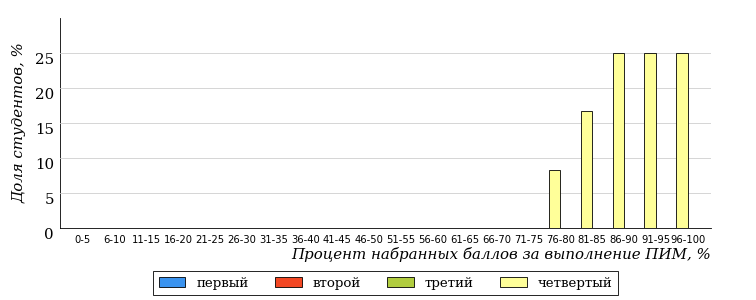 Доля студентов, %
25
20
15
10
5
0
0-5 6-10 11-15 16-20 21-25 26-30 31-35 36-40 41-45 46-50 51-55 56-60 61-65 66-70 71-75 76-80 81-85 86-90 91-95 96-100
Процент набранных баллов за выполнение ПИМ, %
первый второй третий четвертый